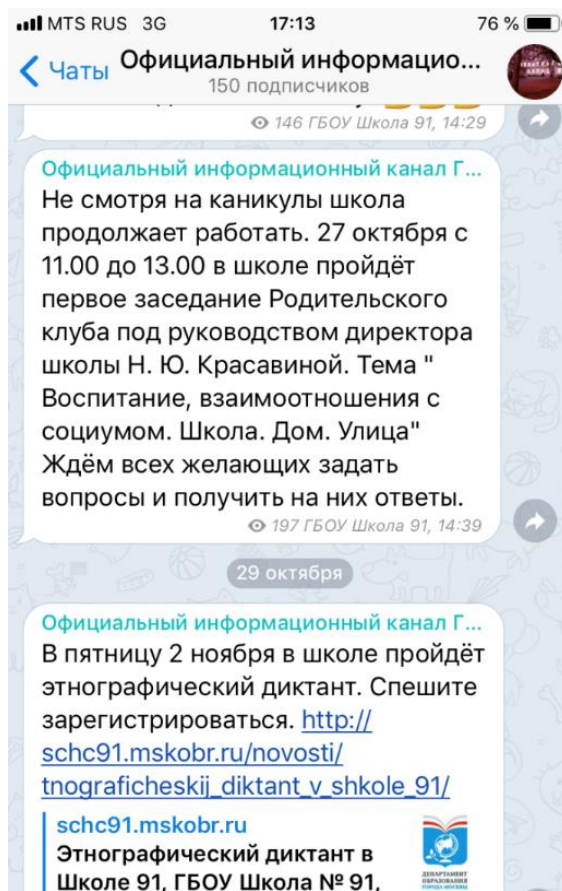 MTS RUS 3G 17:13 76 %
Чаты Официальный информацио...
150 подписчиков
146 ГБОУ Школа 91, 14:29
Официальный информационный канал Г...
Не смотря на каникулы школа
продолжает работать. 27 октября с
11.00 до 13.00 в школе пройдёт
первое заседание Родительского
клуба под руководством директора
школы Н. Ю. Красавиной. Тема "
Воспитание, взаимоотношения с
социумом. Школа. Дом. Улица"
Ждём всех желающих задать
вопросы и получить на них ответы.
197 ГБОУ Школа 91, 14:39
29 октября
Официальный информационный канал Г...
В пятницу 2 ноября в школе пройдёт
этнографический диктант. Спешите
зарегистрироваться. http://
schc91.mskobr.ru/novosti/
tnograficheskij_diktant_v_shkole_91/
schc91.mskobr.ru
Этнографический диктант в
Школе 91, ГБОУ Школа № 91,
ДЕПАРТАМЕНТ
ОБРАЗОВАНИЯ
ГОРОДА МОСКВЫ